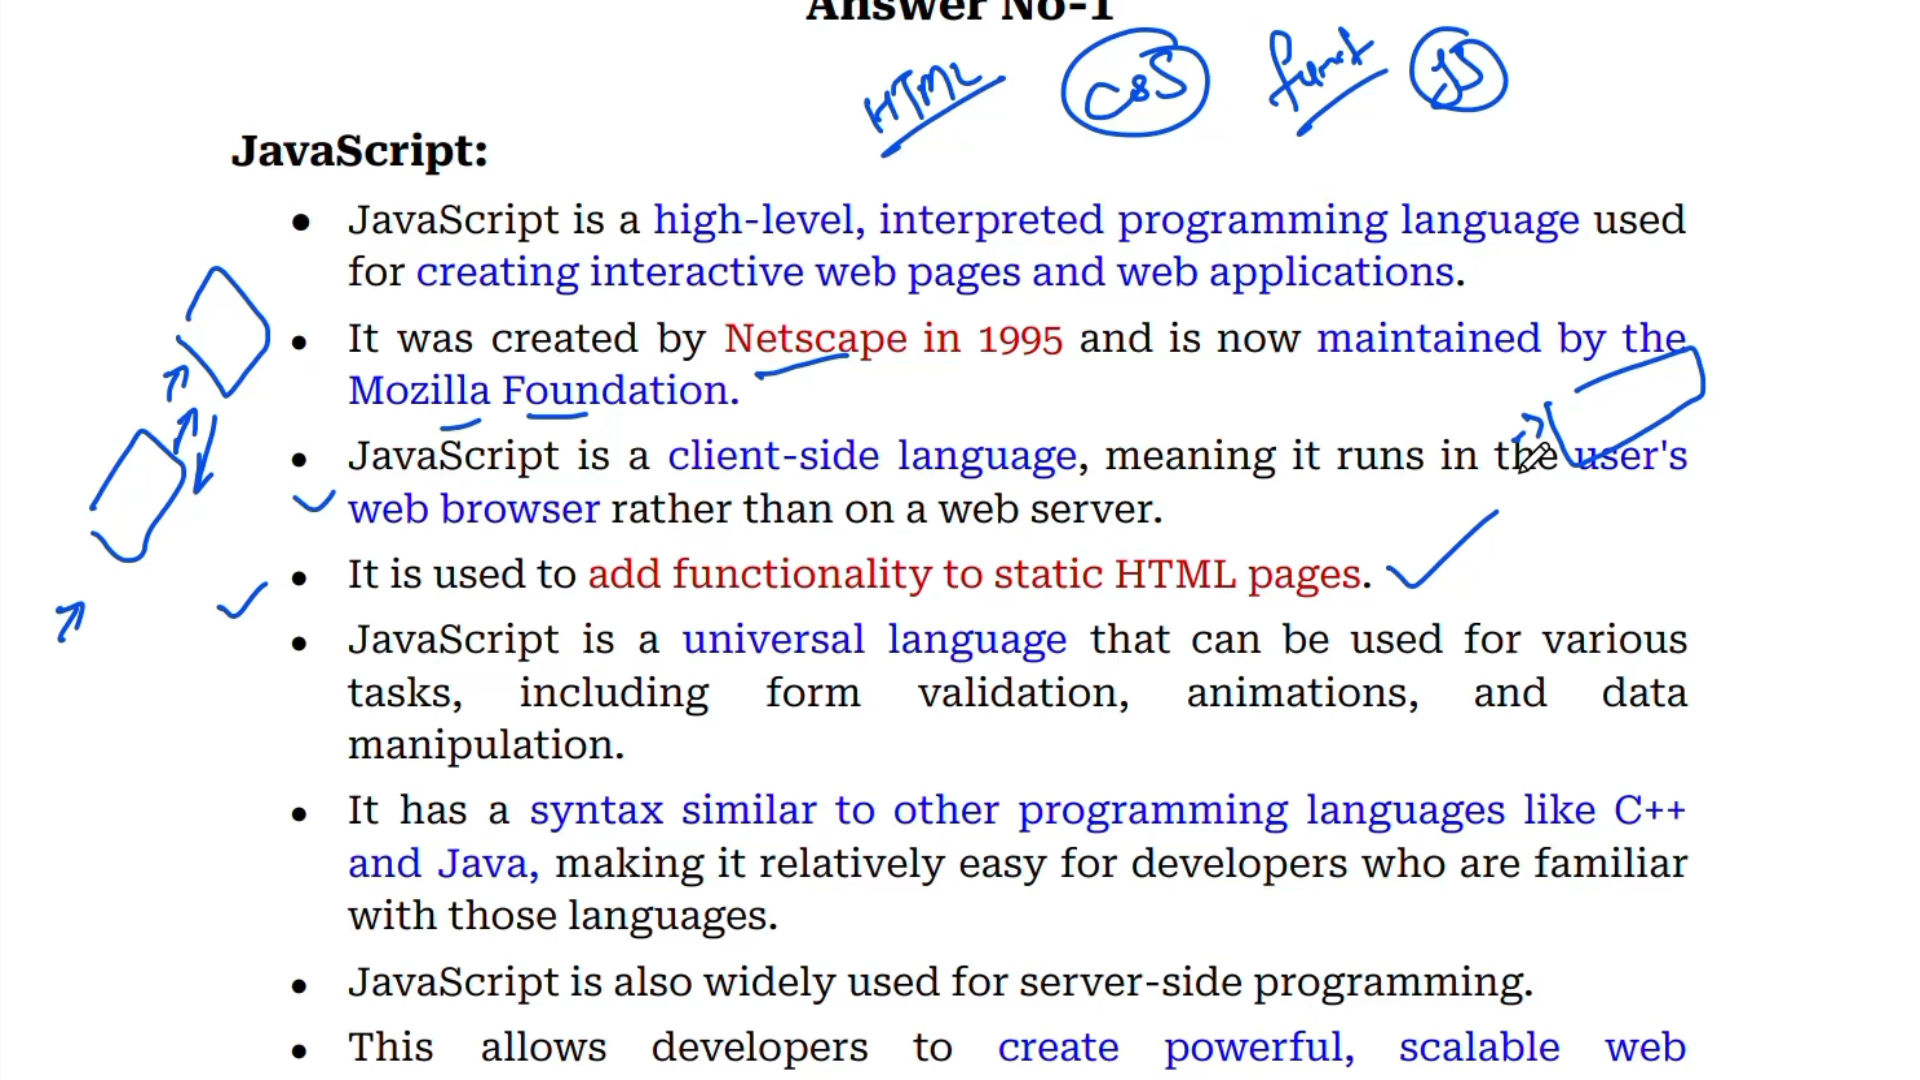 Answer No-1
HTML CSS funct JS
JavaScript:
• JavaScript is a high-level, interpreted programming language used
for creating interactive web pages and web applications.
• It was created by Netscape in 1995 and is now maintained by the
Mozilla Foundation.
• JavaScript is a client-side language, meaning it runs in the user's
web browser rather than on a web server.
• It is used to add functionality to static HTML pages.
• JavaScript is a universal language that can be used for various
tasks, including form validation, animations, and data
manipulation.
• It has a syntax similar to other programming languages like C++
and Java, making it relatively easy for developers who are familiar
with those languages.
• JavaScript is also widely used for server-side programming.
• This allows developers to create powerful, scalable web